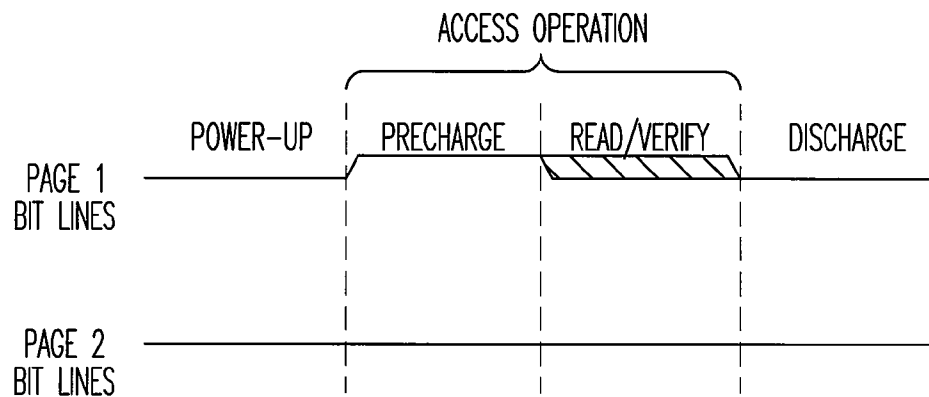 ACCESS OPERATION
POWER-UP PRECHARGE READ/VERIFY DISCHARGE
PAGE 1
BIT LINES
PAGE 2
BIT LINES